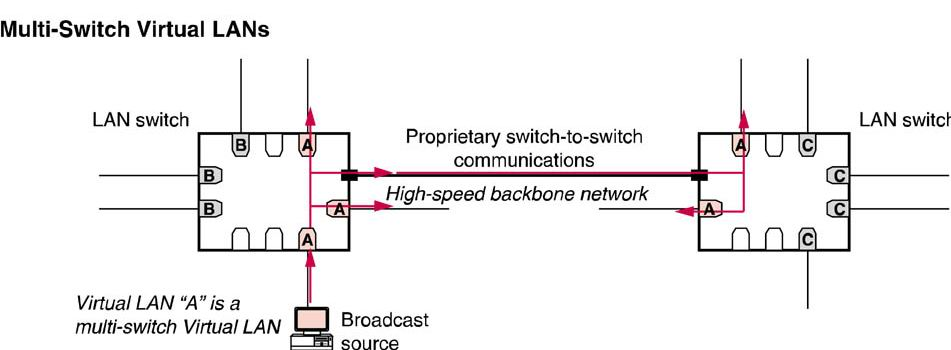 Multi-Switch Virtual LANs
LAN switch
LAN switch
Proprietary switch-to-switch
communications
High-speed backbone network
B
A
B
B
A
A
A
C
C
A
C
C
Virtual LAN “A” is a
multi-switch Virtual LAN
Broadcast
source